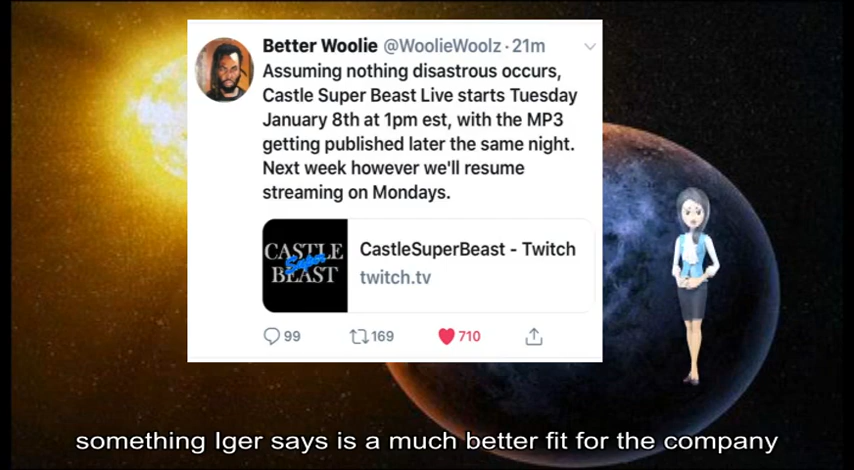 Better Woolie @WoolieWoolz · 21m
Assuming nothing disastrous occurs,
Castle Super Beast Live starts Tuesday
January 8th at 1pm est, with the MP3
getting published later the same night.
Next week however we'll resume
streaming on Mondays.
CASTLE
Super
BEAST
CastleSuperBeast - Twitch
twitch.tv
99 169 710
something Iger says is a much better fit for the company